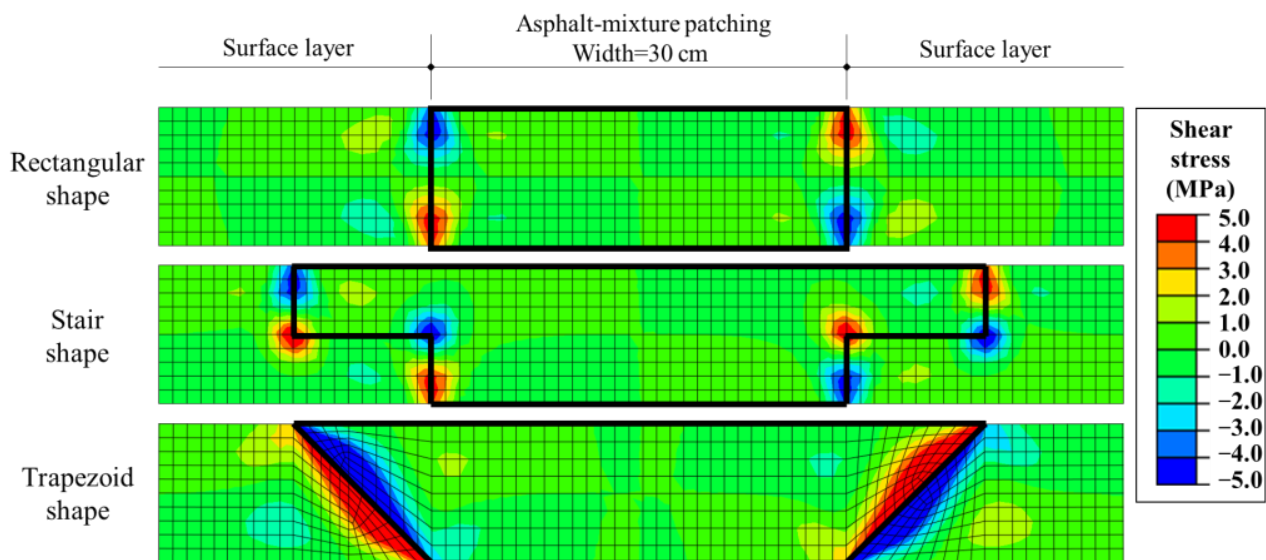 Asphalt-mixture patching
Surface layer
Width=30 cm
Surface layer
Rectangular
shape
Stair
shape
Trapezoid
shape
Shear
stress
(MPa)
5.0
4.0
3.0
2.0
1.0
0.0
−1.0
−2.0
−3.0
−4.0
−5.0